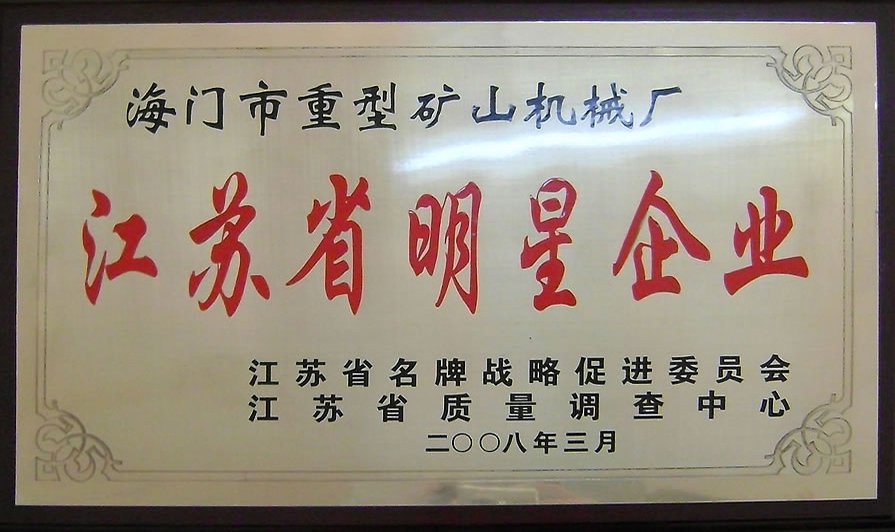 海门市重型矿山机械厂
江苏省明星企业
江苏省名牌战略促进委员会
江苏省质量调查中心
二〇〇八年三月